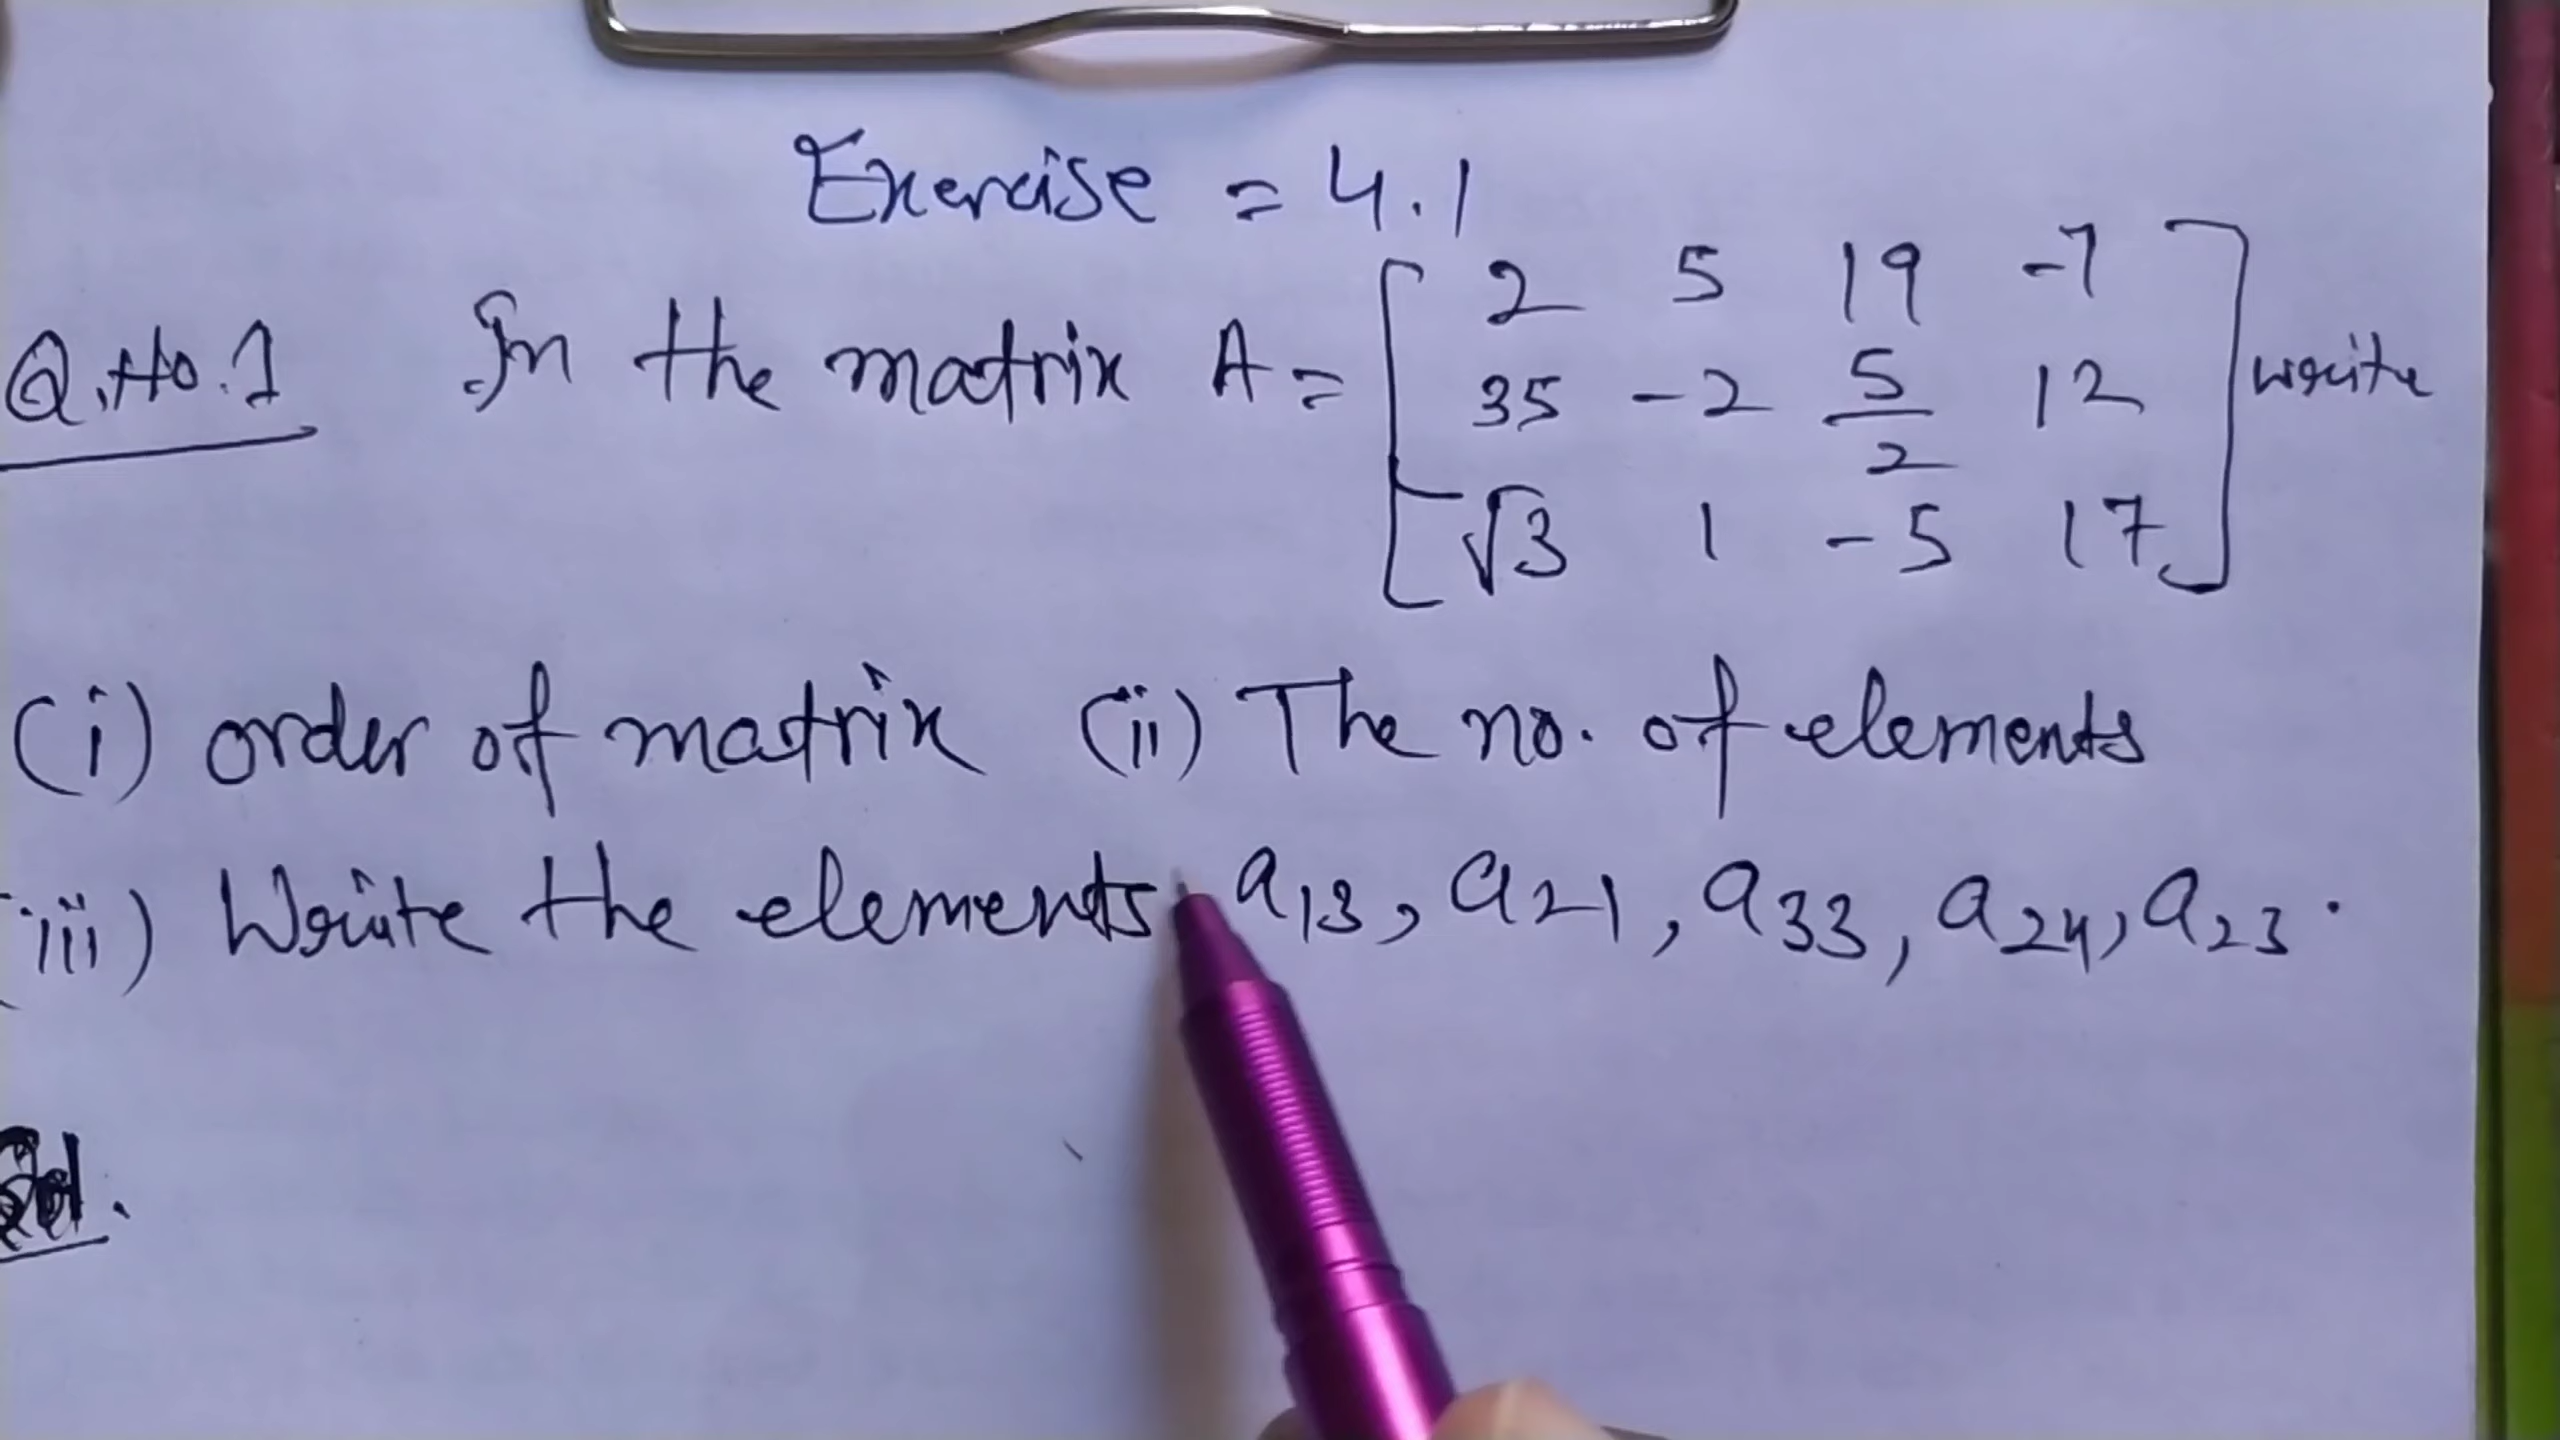 Exercise = 4.1
Q.No.1 In the matrix A = [ 2 5 19 -7
35 -2 5/2 12
√3 1 -5 17 ] write
(i) order of matrix (ii) The no. of elements
(iii) Write the elements a13, a21, a33, a24, a23.
Sol.